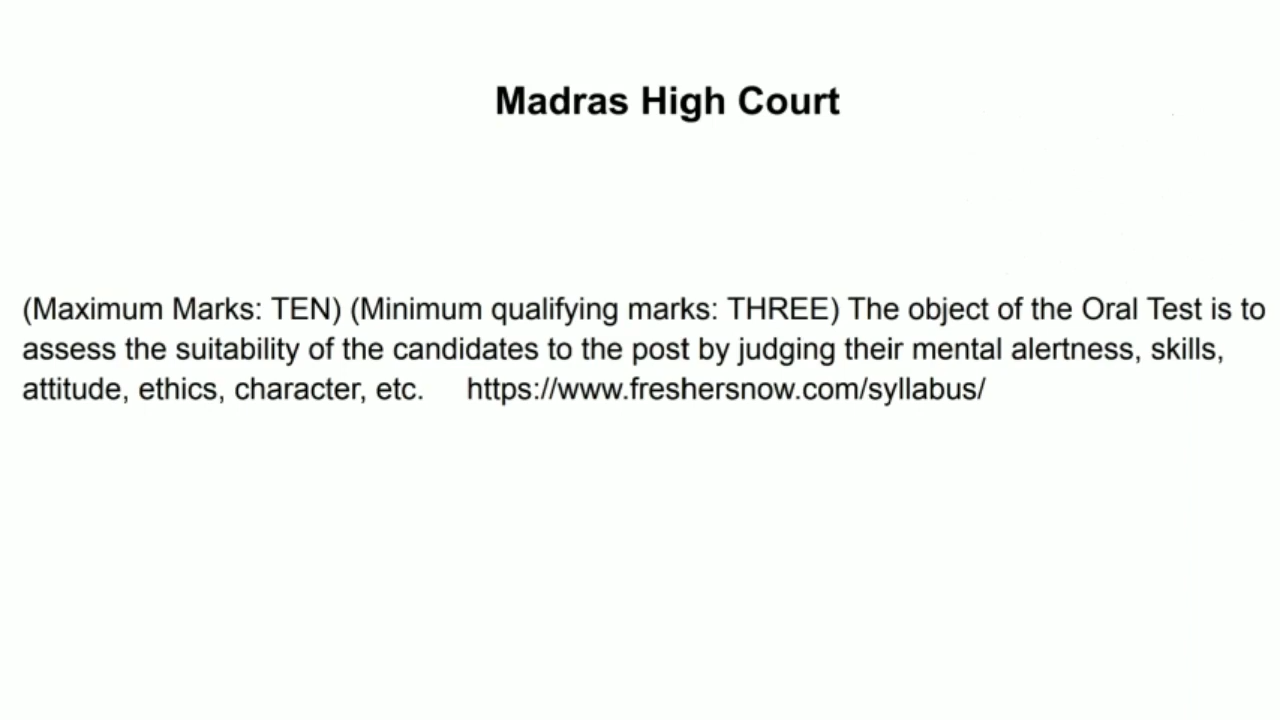 Madras High Court
(Maximum Marks: TEN) (Minimum qualifying marks: THREE) The object of the Oral Test is to
assess the suitability of the candidates to the post by judging their mental alertness, skills,
attitude, ethics, character, etc. https://www.freshersnow.com/syllabus/